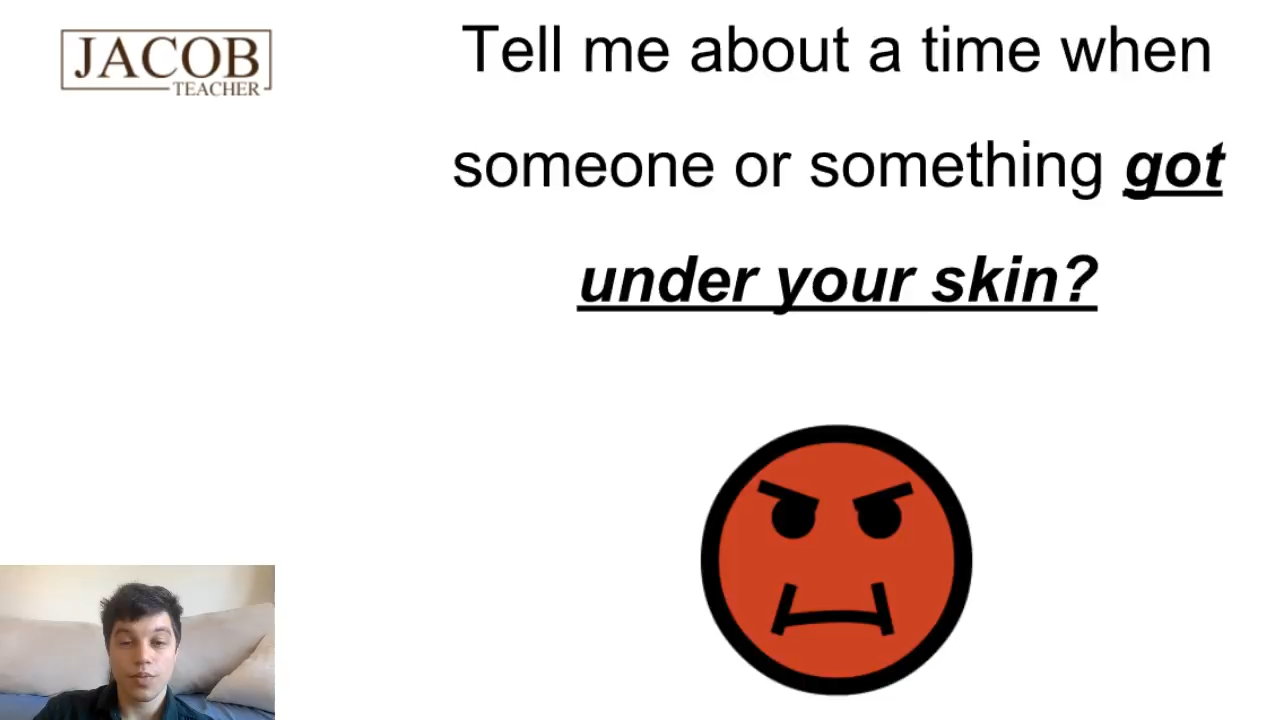 JACOB
TEACHER
Tell me about a time when
someone or something got
under your skin?